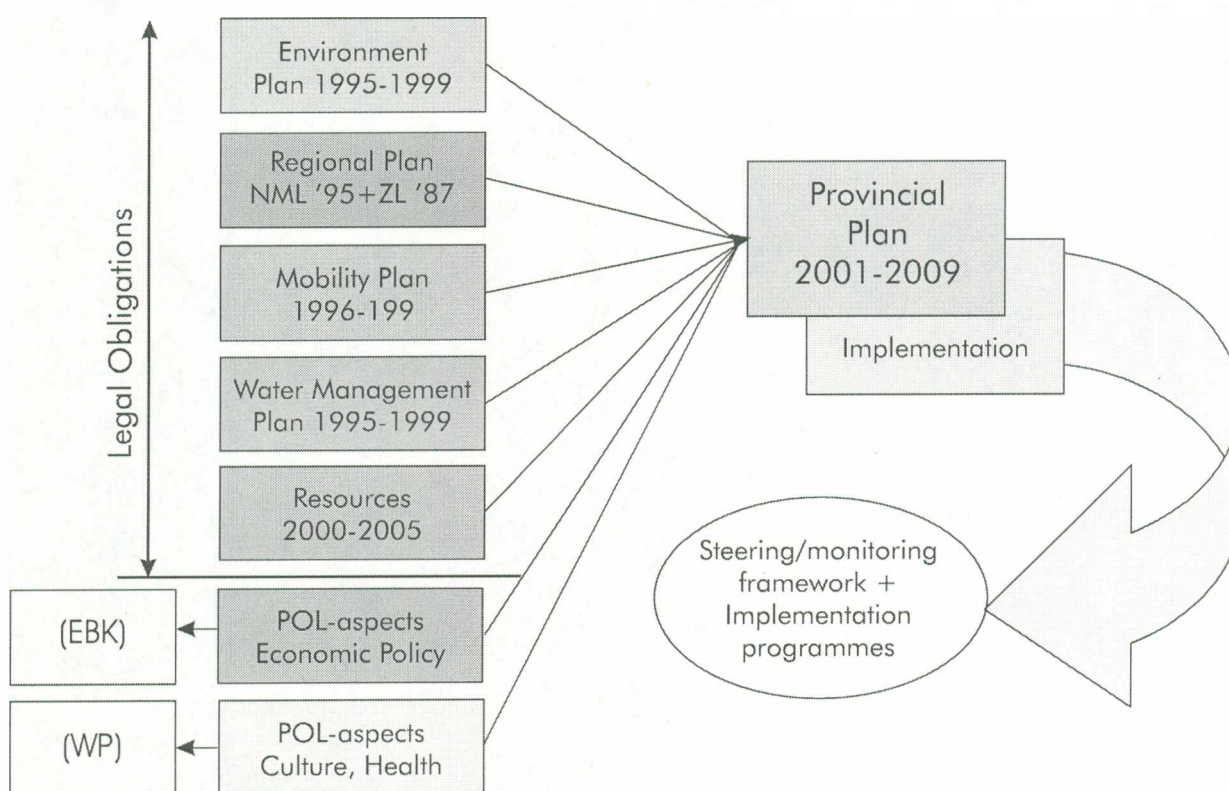 Legal Obligations
Environment
Plan 1995-1999
Regional Plan
NML '95+ZL '87
Mobility Plan
1996-199
Water Management
Plan 1995-1999
Resources
2000-2005
(EBK)
POL-aspects
Economic Policy
(WP)
POL-aspects
Culture, Health
Provincial
Plan
2001-2009
Implementation
Steering/monitoring
framework +
Implementation
programmes